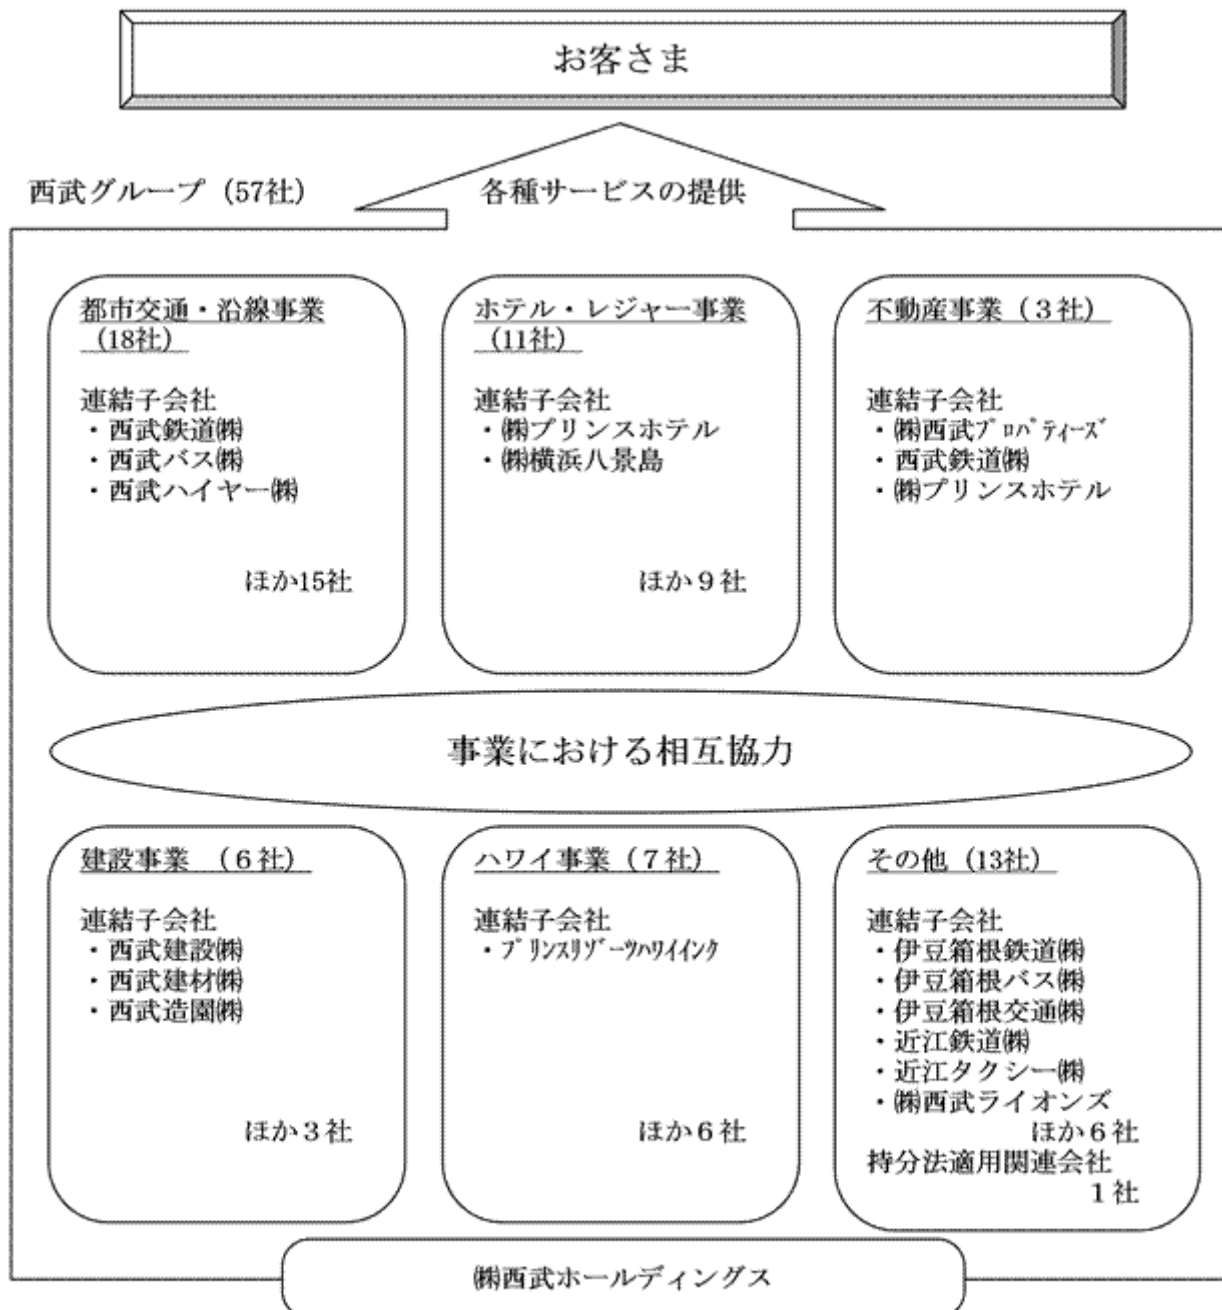 お客さま
西武グループ（57社）
各種サービスの提供
都市交通・沿線事業
（18社）
連結子会社
・西武鉄道㈱
・西武バス㈱
・西武ハイヤー㈱
ほか15社
ホテル・レジャー事業
（11社）
連結子会社
・㈱プリンスホテル
・㈱横浜八景島
ほか９社
不動産事業（３社）
連結子会社
・㈱西武ﾌﾟﾛﾊﾟﾃｨｰｽﾞ
・西武鉄道㈱
・㈱プリンスホテル
事業における相互協力
建設事業　（６社）
連結子会社
・西武建設㈱
・西武建材㈱
・西武造園㈱
ほか３社
ハワイ事業（７社）
連結子会社
・ﾌﾟﾘﾝｽﾘｿﾞｰﾂﾊﾜｲｲﾝｸ
ほか６社
その他（13社）
連結子会社
・伊豆箱根鉄道㈱
・伊豆箱根バス㈱
・伊豆箱根交通㈱
・近江鉄道㈱
・近江タクシー㈱
・㈱西武ライオンズ
ほか６社
持分法適用関連会社
１社
㈱西武ホールディングス